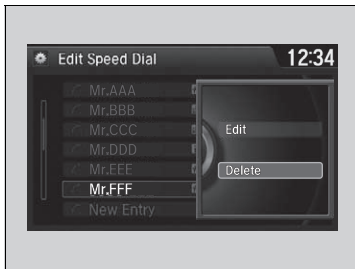 Edit Speed Dial
12:34
Mr.AAA
Mr.BBB
Mr.CCC
Mr.DDD
Mr.EEE
Mr.FFF
New Entry
Edit
Delete